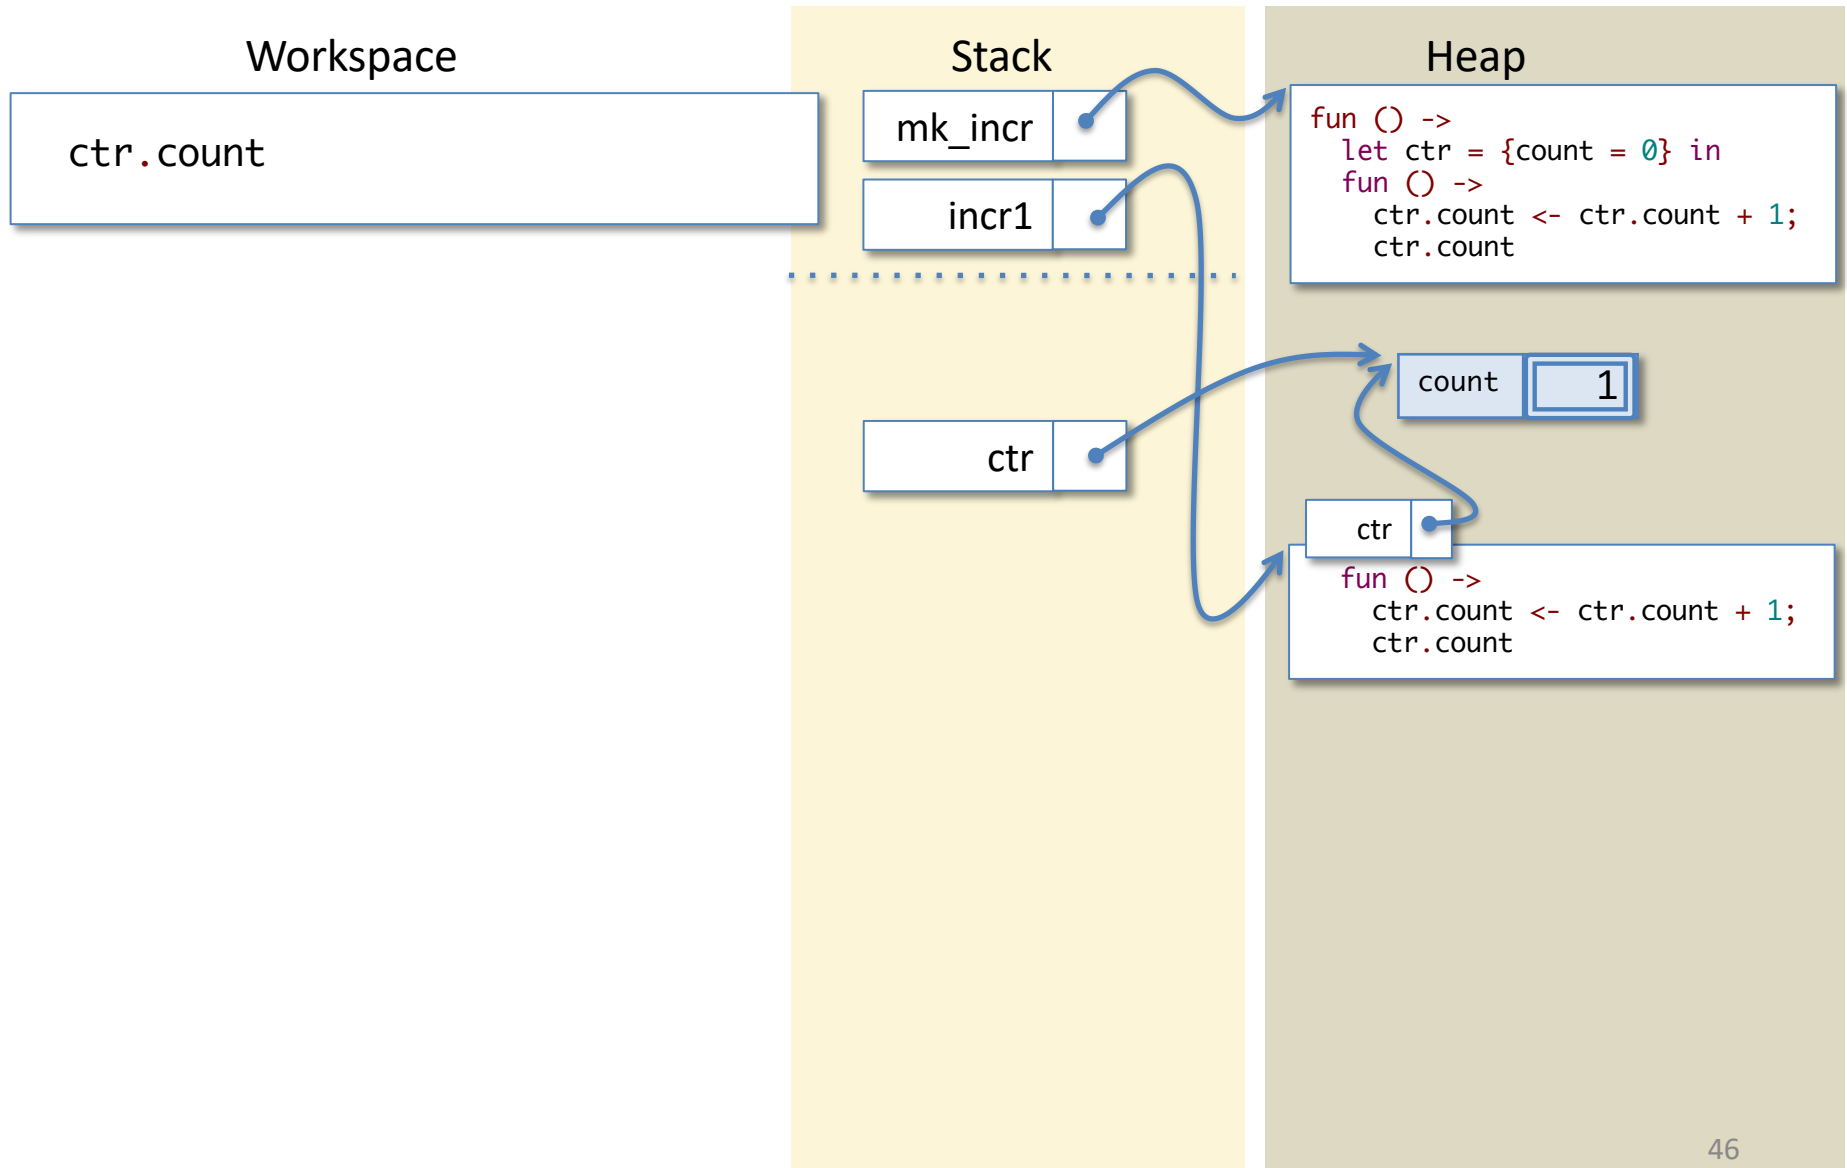 Workspace
ctr.count
Stack
mk_incr
incr1
ctr
Heap
fun () ->
let ctr = {count = 0} in
fun () ->
ctr.count <- ctr.count + 1;
ctr.count
count 1
ctr
fun () ->
ctr.count <- ctr.count + 1;
ctr.count
46